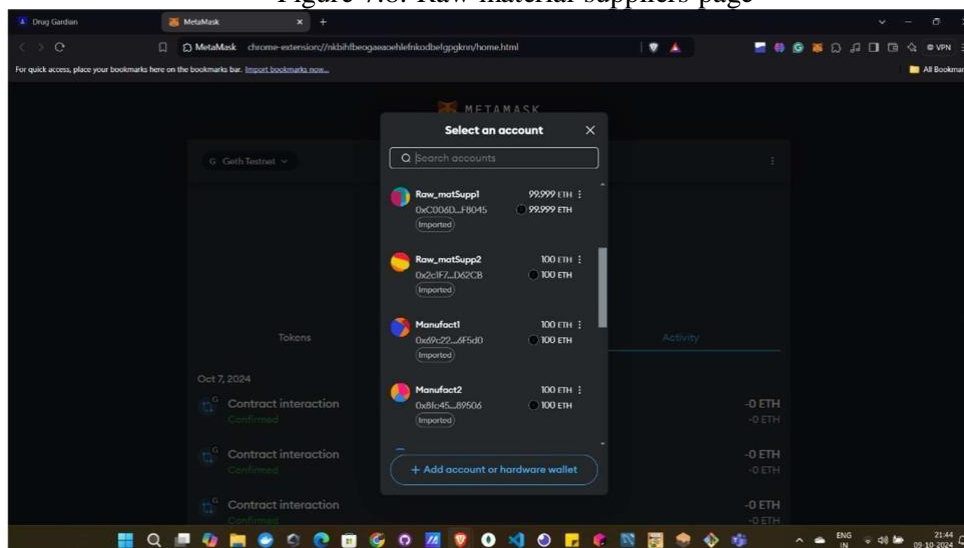 Figure 7.8: Raw material suppliers page
Drug Gardian
MetaMask
MetaMask chrome-extension://nkbihfbeogaeaoehlefnkodbefgpgknn/home.html
VPN
For quick access, place your bookmarks here on the bookmarks bar. Import bookmarks now...
All Bookmar
METAMASK
Select an account
G Geth Testnet
Search accounts
Raw_matSupp1 99.999 ETH
0xC006D...F8045 99.999 ETH
Imported
Raw_matSupp2 100 ETH
0x2c1F7...D62CB 100 ETH
Imported
Manufact1 100 ETH
0x69c22...6F5d0 100 ETH
Imported
Tokens
Activity
Oct 7, 2024
Manufact2 100 ETH
0x8fc45...89506 100 ETH
Imported
G Contract interaction -0 ETH
Confirmed -0 ETH
G Contract interaction -0 ETH
Confirmed -0 ETH
+ Add account or hardware wallet
G Contract interaction -0 ETH
Confirmed -0 ETH
ENG
IN
21:44
09-10-2024